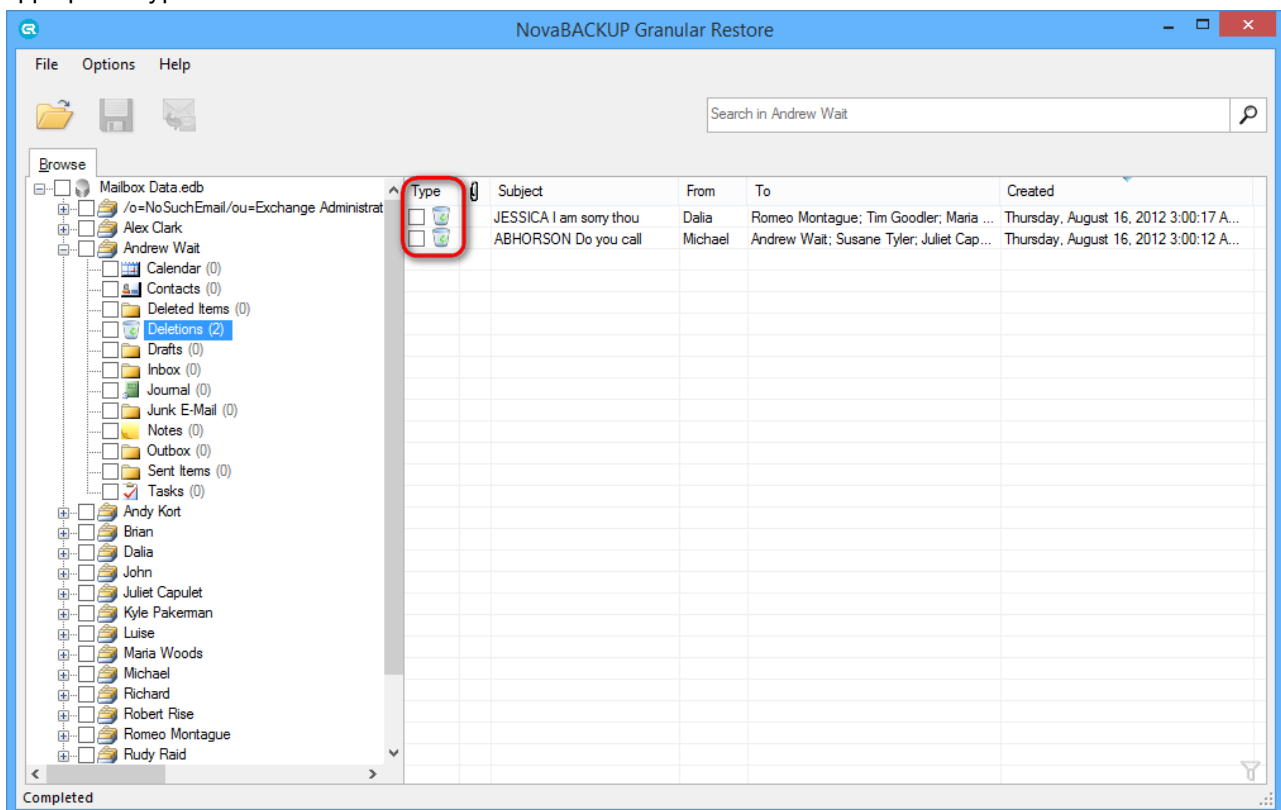 NovaBACKUP Granular Restore
File Options Help
Search in Andrew Wait
Browse
Mailbox Data.edb
/o=NoSuchEmail/ou=Exchange Administrat
Alex Clark
Andrew Wait
Calendar (0)
Contacts (0)
Deleted Items (0)
Deletions (2)
Drafts (0)
Inbox (0)
Journal (0)
Junk E-Mail (0)
Notes (0)
Outbox (0)
Sent Items (0)
Tasks (0)
Andy Kort
Brian
Dalia
John
Juliet Capulet
Kyle Pakerman
Luise
Maria Woods
Michael
Richard
Robert Rise
Romeo Montague
Rudy Raid
Type Subject From To Created
JESSICA I am sorry thou Dalia Romeo Montague; Tim Goodler; Maria ... Thursday, August 16, 2012 3:00:17 A...
ABHORSON Do you call Michael Andrew Wait; Susane Tyler; Juliet Cap... Thursday, August 16, 2012 3:00:12 A...
Completed